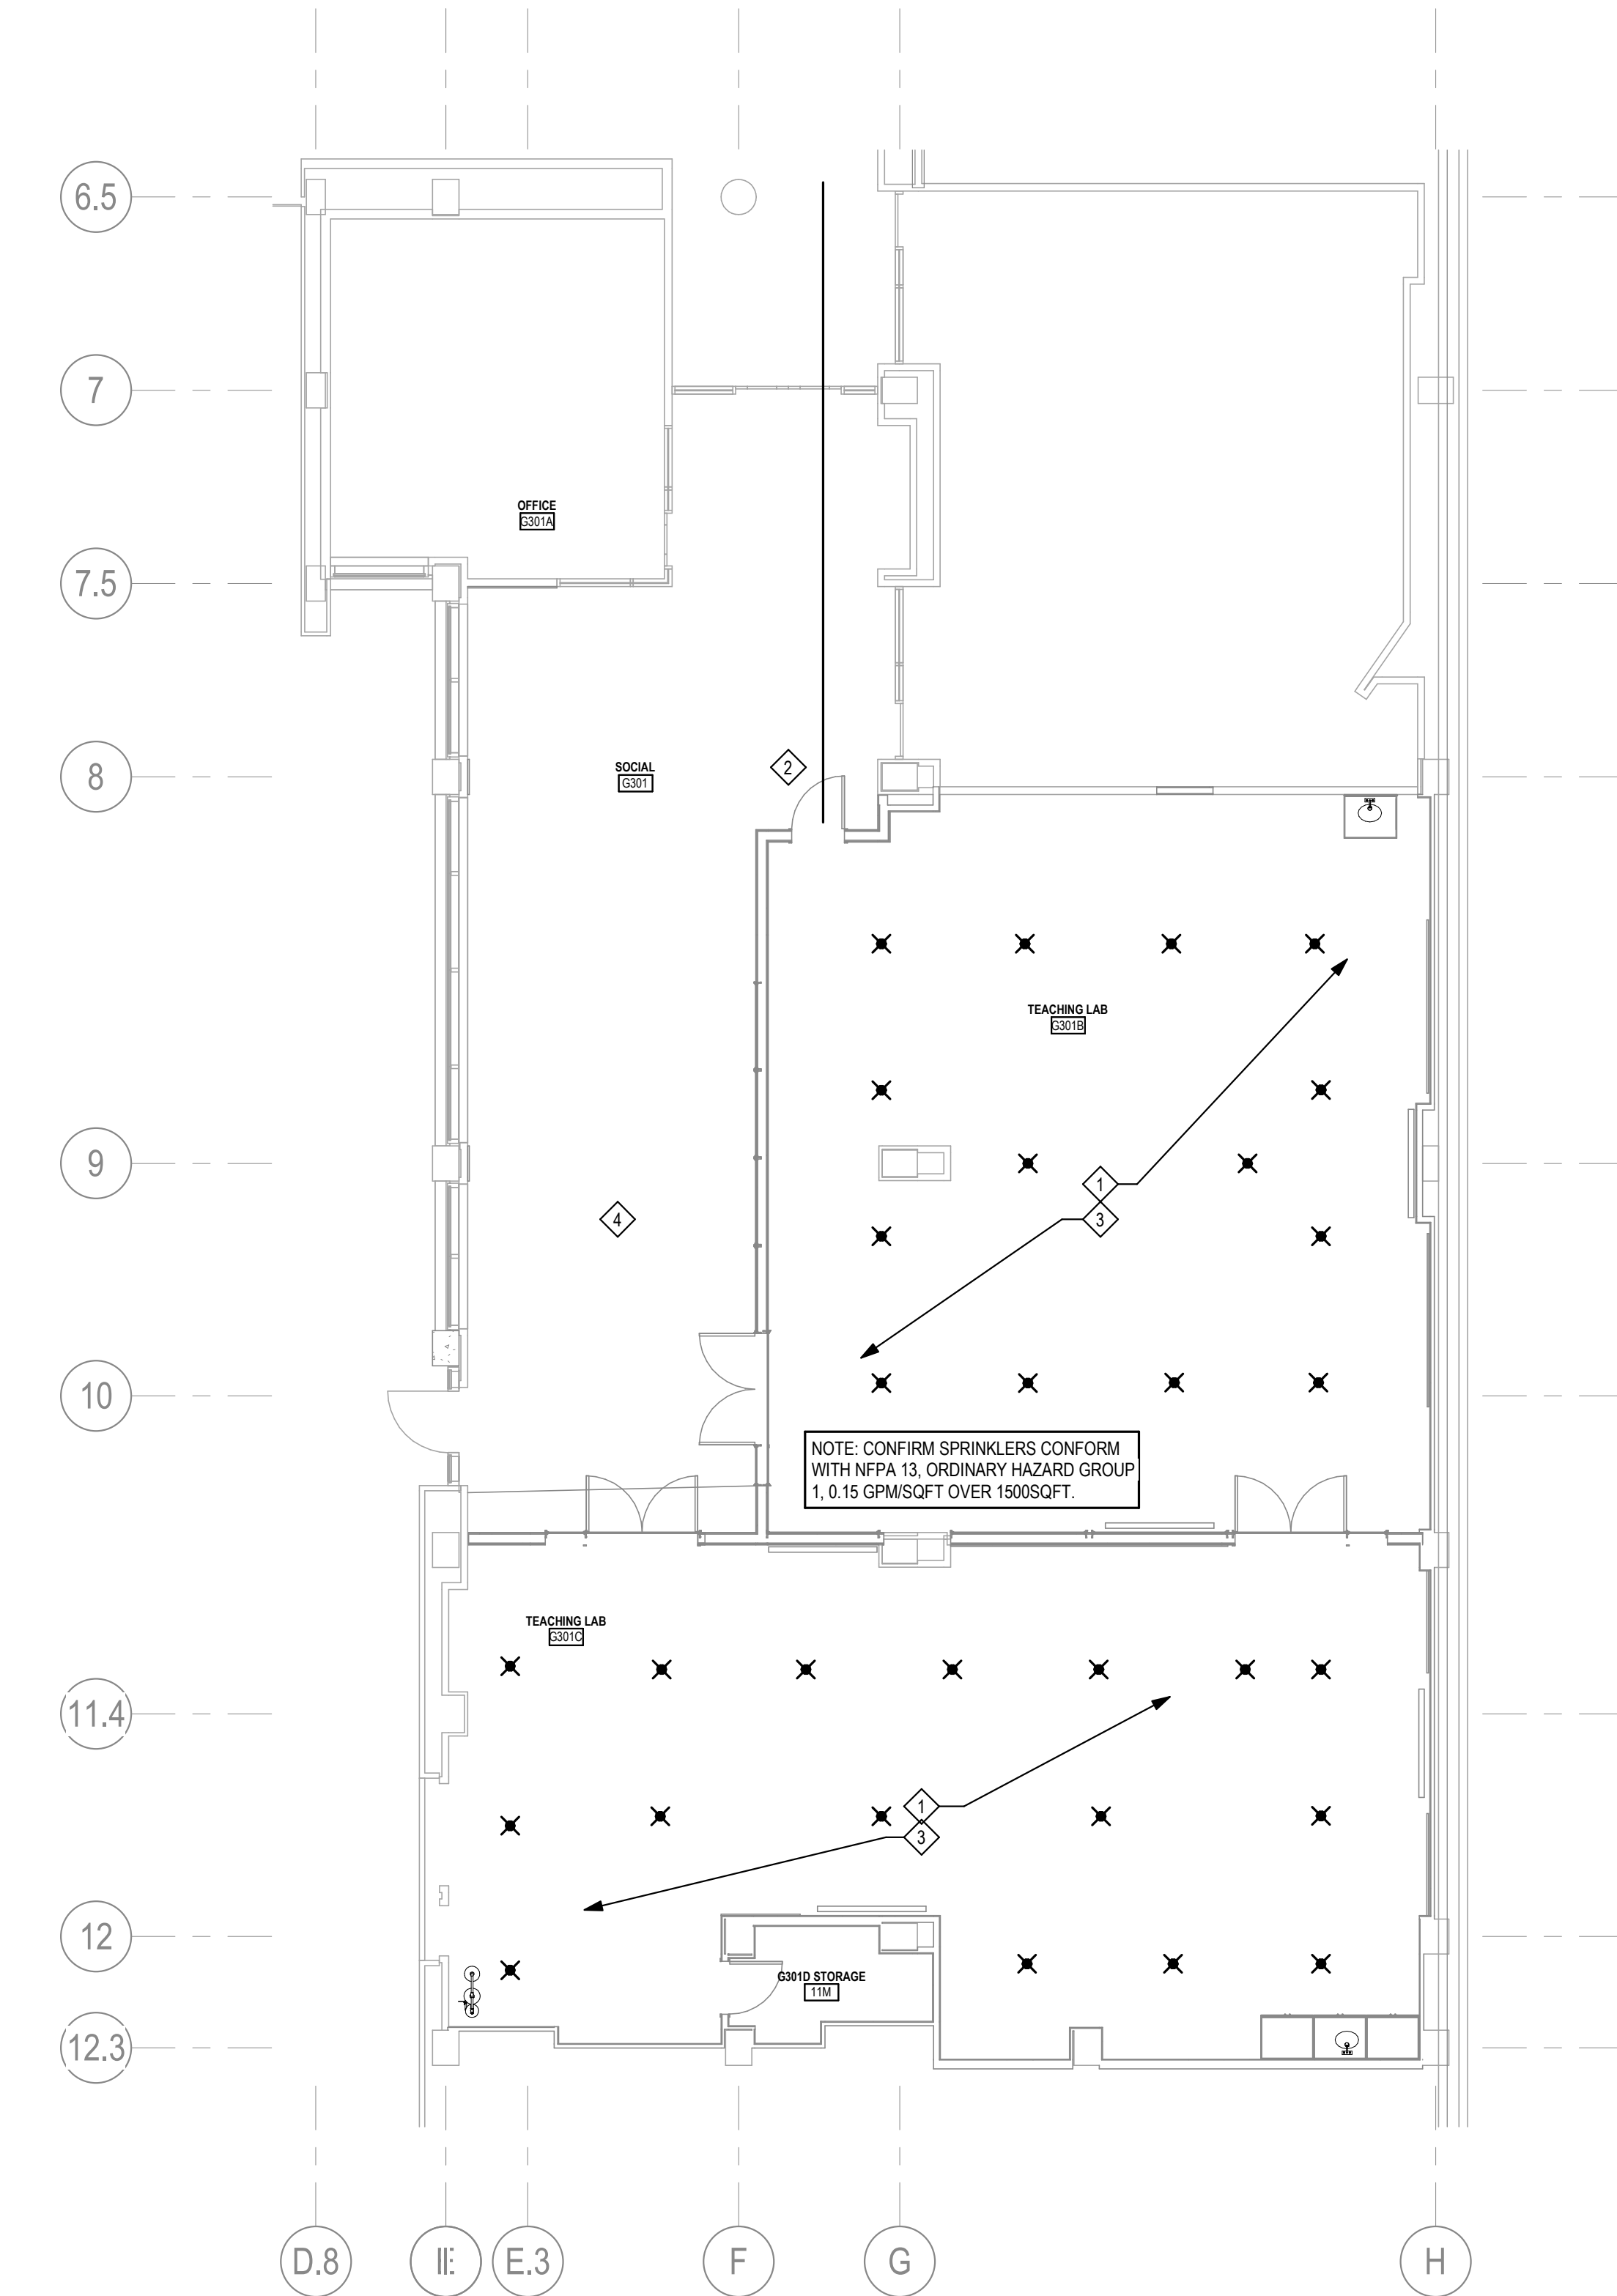 6.5
7
OFFICE
G301A
7.5
SOCIAL
G301
2
8
TEACHING LAB
G301B
9
1
3
4
10
NOTE: CONFIRM SPRINKLERS CONFORM
WITH NFPA 13, ORDINARY HAZARD GROUP
1, 0.15 GPM/SQFT OVER 1500SQFT.
TEACHING LAB
G301C
11.4
1
3
12
G301D STORAGE
11M
12.3
D.8
E.3
F
G
H